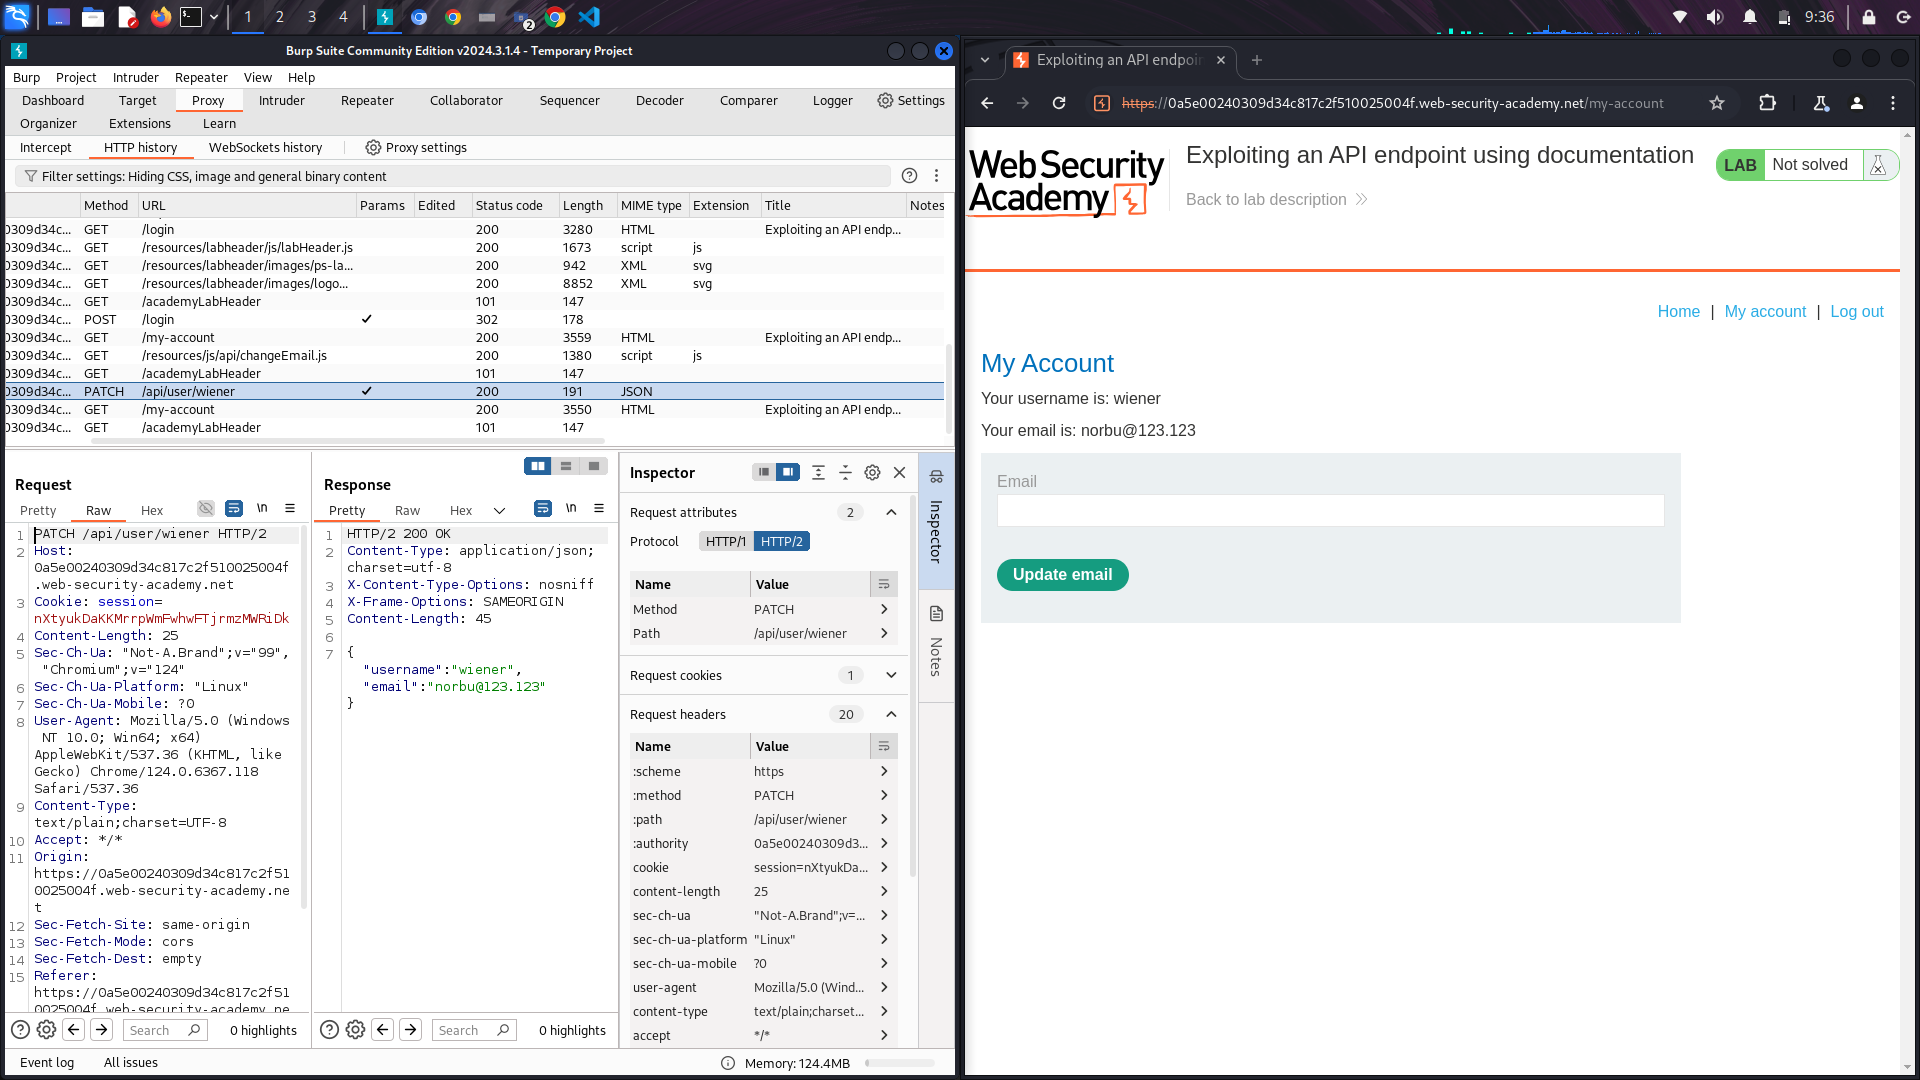 1
2
3
4
2
9:36
Burp Suite Community Edition v2024.3.1.4 - Temporary Project
Burp Project Intruder Repeater View Help
Dashboard Target Proxy Intruder Repeater Collaborator Sequencer Decoder Comparer Logger Settings
Organizer Extensions Learn
Intercept HTTP history WebSockets history Proxy settings
Filter settings: Hiding CSS, image and general binary content
Method URL Params Edited Status code Length MIME type Extension Title Notes
0309d34c... GET /login 200 3280 HTML Exploiting an API endp...
0309d34c... GET /resources/labheader/js/labHeader.js 200 1673 script js
0309d34c... GET /resources/labheader/images/ps-la... 200 942 XML svg
0309d34c... GET /resources/labheader/images/logo... 200 8852 XML svg
0309d34c... GET /academyLabHeader 101 147
0309d34c... POST /login ✓ 302 178
0309d34c... GET /my-account 200 3559 HTML Exploiting an API endp...
0309d34c... GET /resources/js/api/changeEmail.js 200 1380 script js
0309d34c... GET /academyLabHeader 101 147
0309d34c... PATCH /api/user/wiener ✓ 200 191 JSON
0309d34c... GET /my-account 200 3550 HTML Exploiting an API endp...
0309d34c... GET /academyLabHeader 101 147
Request
Pretty Raw Hex \n
1 PATCH /api/user/wiener HTTP/2
2 Host:
0a5e00240309d34c817c2f510025004f
.web-security-academy.net
3 Cookie: session=
nXtyukDaKKMrrpWmFwhwFTjrmzMWRiDk
4 Content-Length: 25
5 Sec-Ch-Ua: "Not-A.Brand";v="99",
"Chromium";v="124"
6 Sec-Ch-Ua-Platform: "Linux"
7 Sec-Ch-Ua-Mobile: ?0
8 User-Agent: Mozilla/5.0 (Windows
NT 10.0; Win64; x64)
AppleWebKit/537.36 (KHTML, like
Gecko) Chrome/124.0.6367.118
Safari/537.36
9 Content-Type:
text/plain;charset=UTF-8
10 Accept: */*
11 Origin:
https://0a5e00240309d34c817c2f51
0025004f.web-security-academy.ne
t
12 Sec-Fetch-Site: same-origin
13 Sec-Fetch-Mode: cors
14 Sec-Fetch-Dest: empty
15 Referer:
https://0a5e00240309d34c817c2f51
0025004f.web-security-academy.ne
Search 0 highlights
Response
Pretty Raw Hex \n
1 HTTP/2 200 OK
2 Content-Type: application/json;
charset=utf-8
3 X-Content-Type-Options: nosniff
4 X-Frame-Options: SAMEORIGIN
5 Content-Length: 45
6
7 {
"username":"wiener",
"email":"norbu@123.123"
}
Search 0 highlights
Inspector
Request attributes 2
Protocol HTTP/1 HTTP/2
Name Value
Method PATCH
Path /api/user/wiener
Request cookies 1
Request headers 20
Name Value
:scheme https
:method PATCH
:path /api/user/wiener
:authority 0a5e00240309d3...
cookie session=nXtyukDa...
content-length 25
sec-ch-ua "Not-A.Brand";v=...
sec-ch-ua-platform "Linux"
sec-ch-ua-mobile ?0
user-agent Mozilla/5.0 (Wind...
content-type text/plain;charset...
accept */*
Inspector
Notes
Event log All issues
Memory: 124.4MB
Exploiting an API endpoin
https://0a5e00240309d34c817c2f510025004f.web-security-academy.net/my-account
Web Security
Academy
Exploiting an API endpoint using documentation
Back to lab description
LAB Not solved
Home | My account | Log out
My Account
Your username is: wiener
Your email is: norbu@123.123
Email
Update email